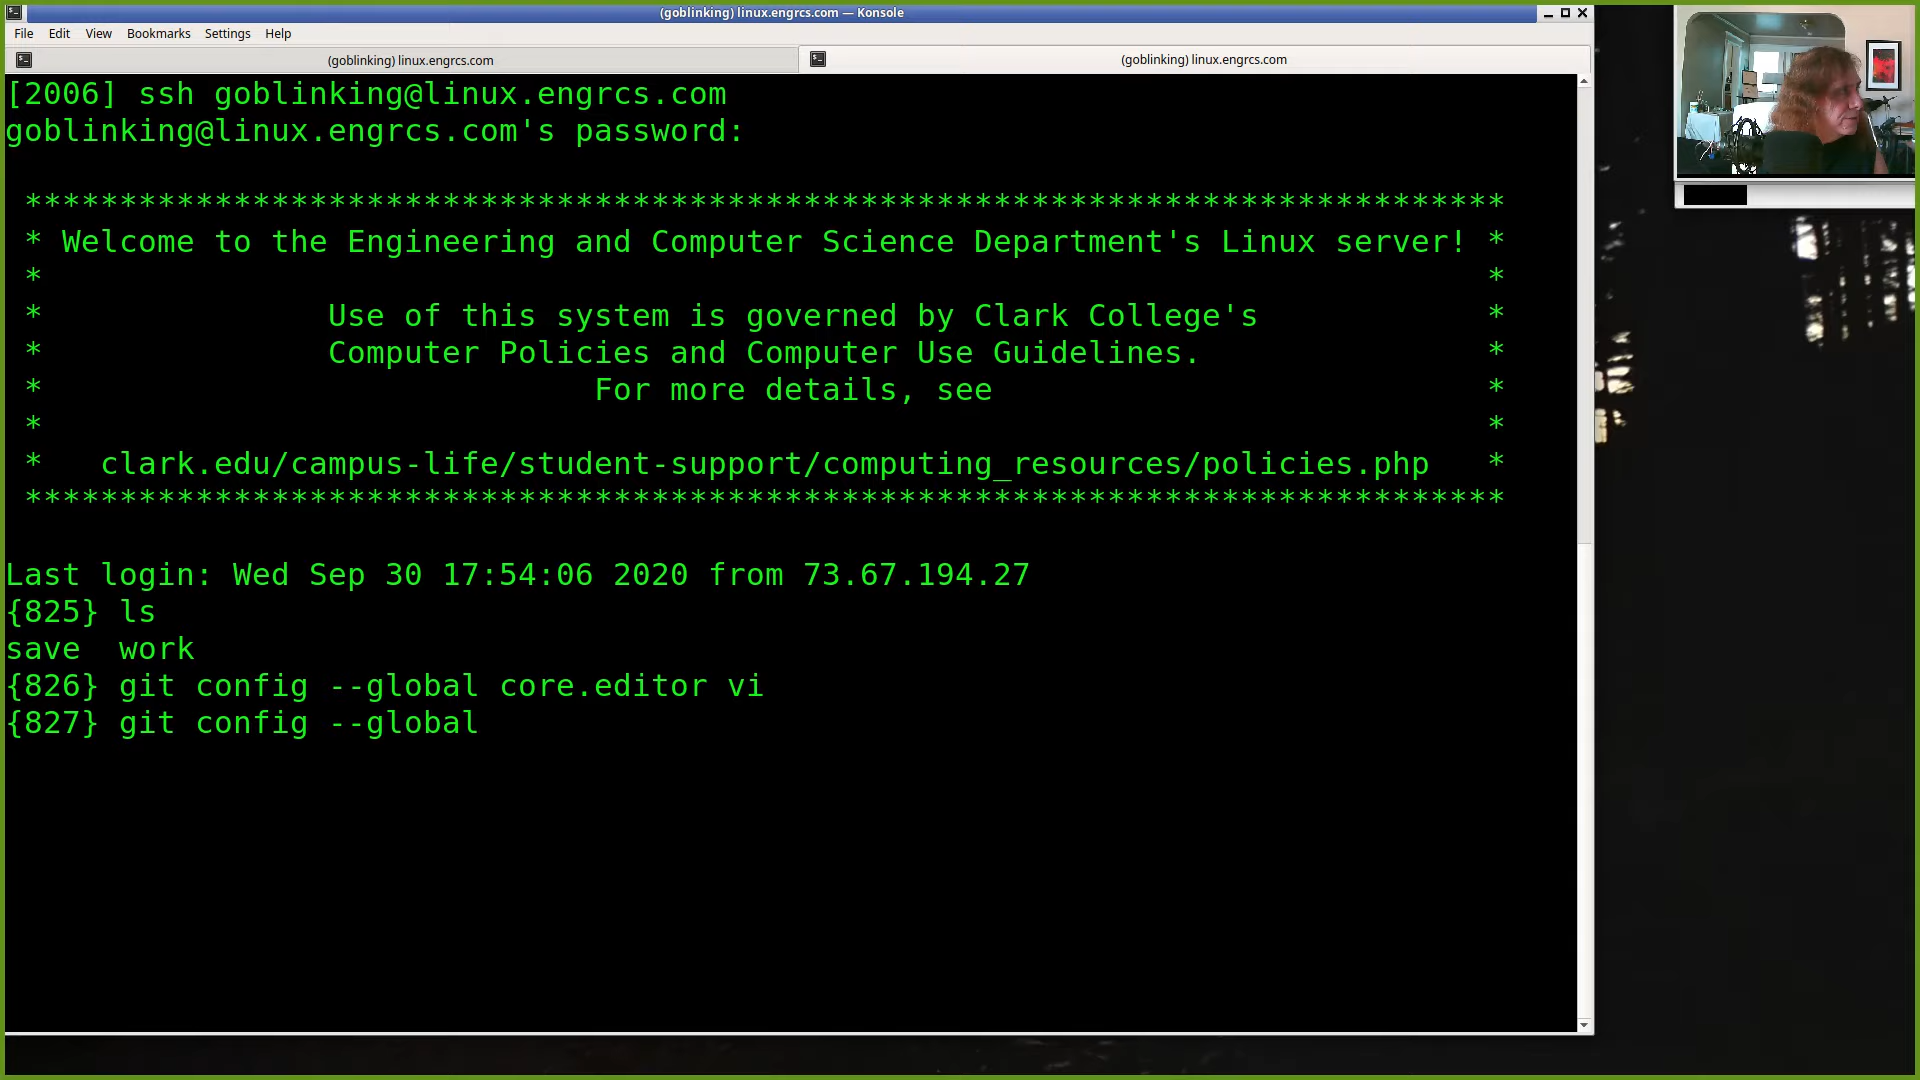 (goblinking) linux.engrcs.com — Konsole
File Edit View Bookmarks Settings Help
(goblinking) linux.engrcs.com (goblinking) linux.engrcs.com
[2006] ssh goblinking@linux.engrcs.com
goblinking@linux.engrcs.com's password:
******************************************************************************
* Welcome to the Engineering and Computer Science Department's Linux server! *
* *
* Use of this system is governed by Clark College's *
* Computer Policies and Computer Use Guidelines. *
* For more details, see *
* *
* clark.edu/campus-life/student-support/computing_resources/policies.php *
******************************************************************************
Last login: Wed Sep 30 17:54:06 2020 from 73.67.194.27
{825} ls
save work
{826} git config --global core.editor vi
{827} git config --global